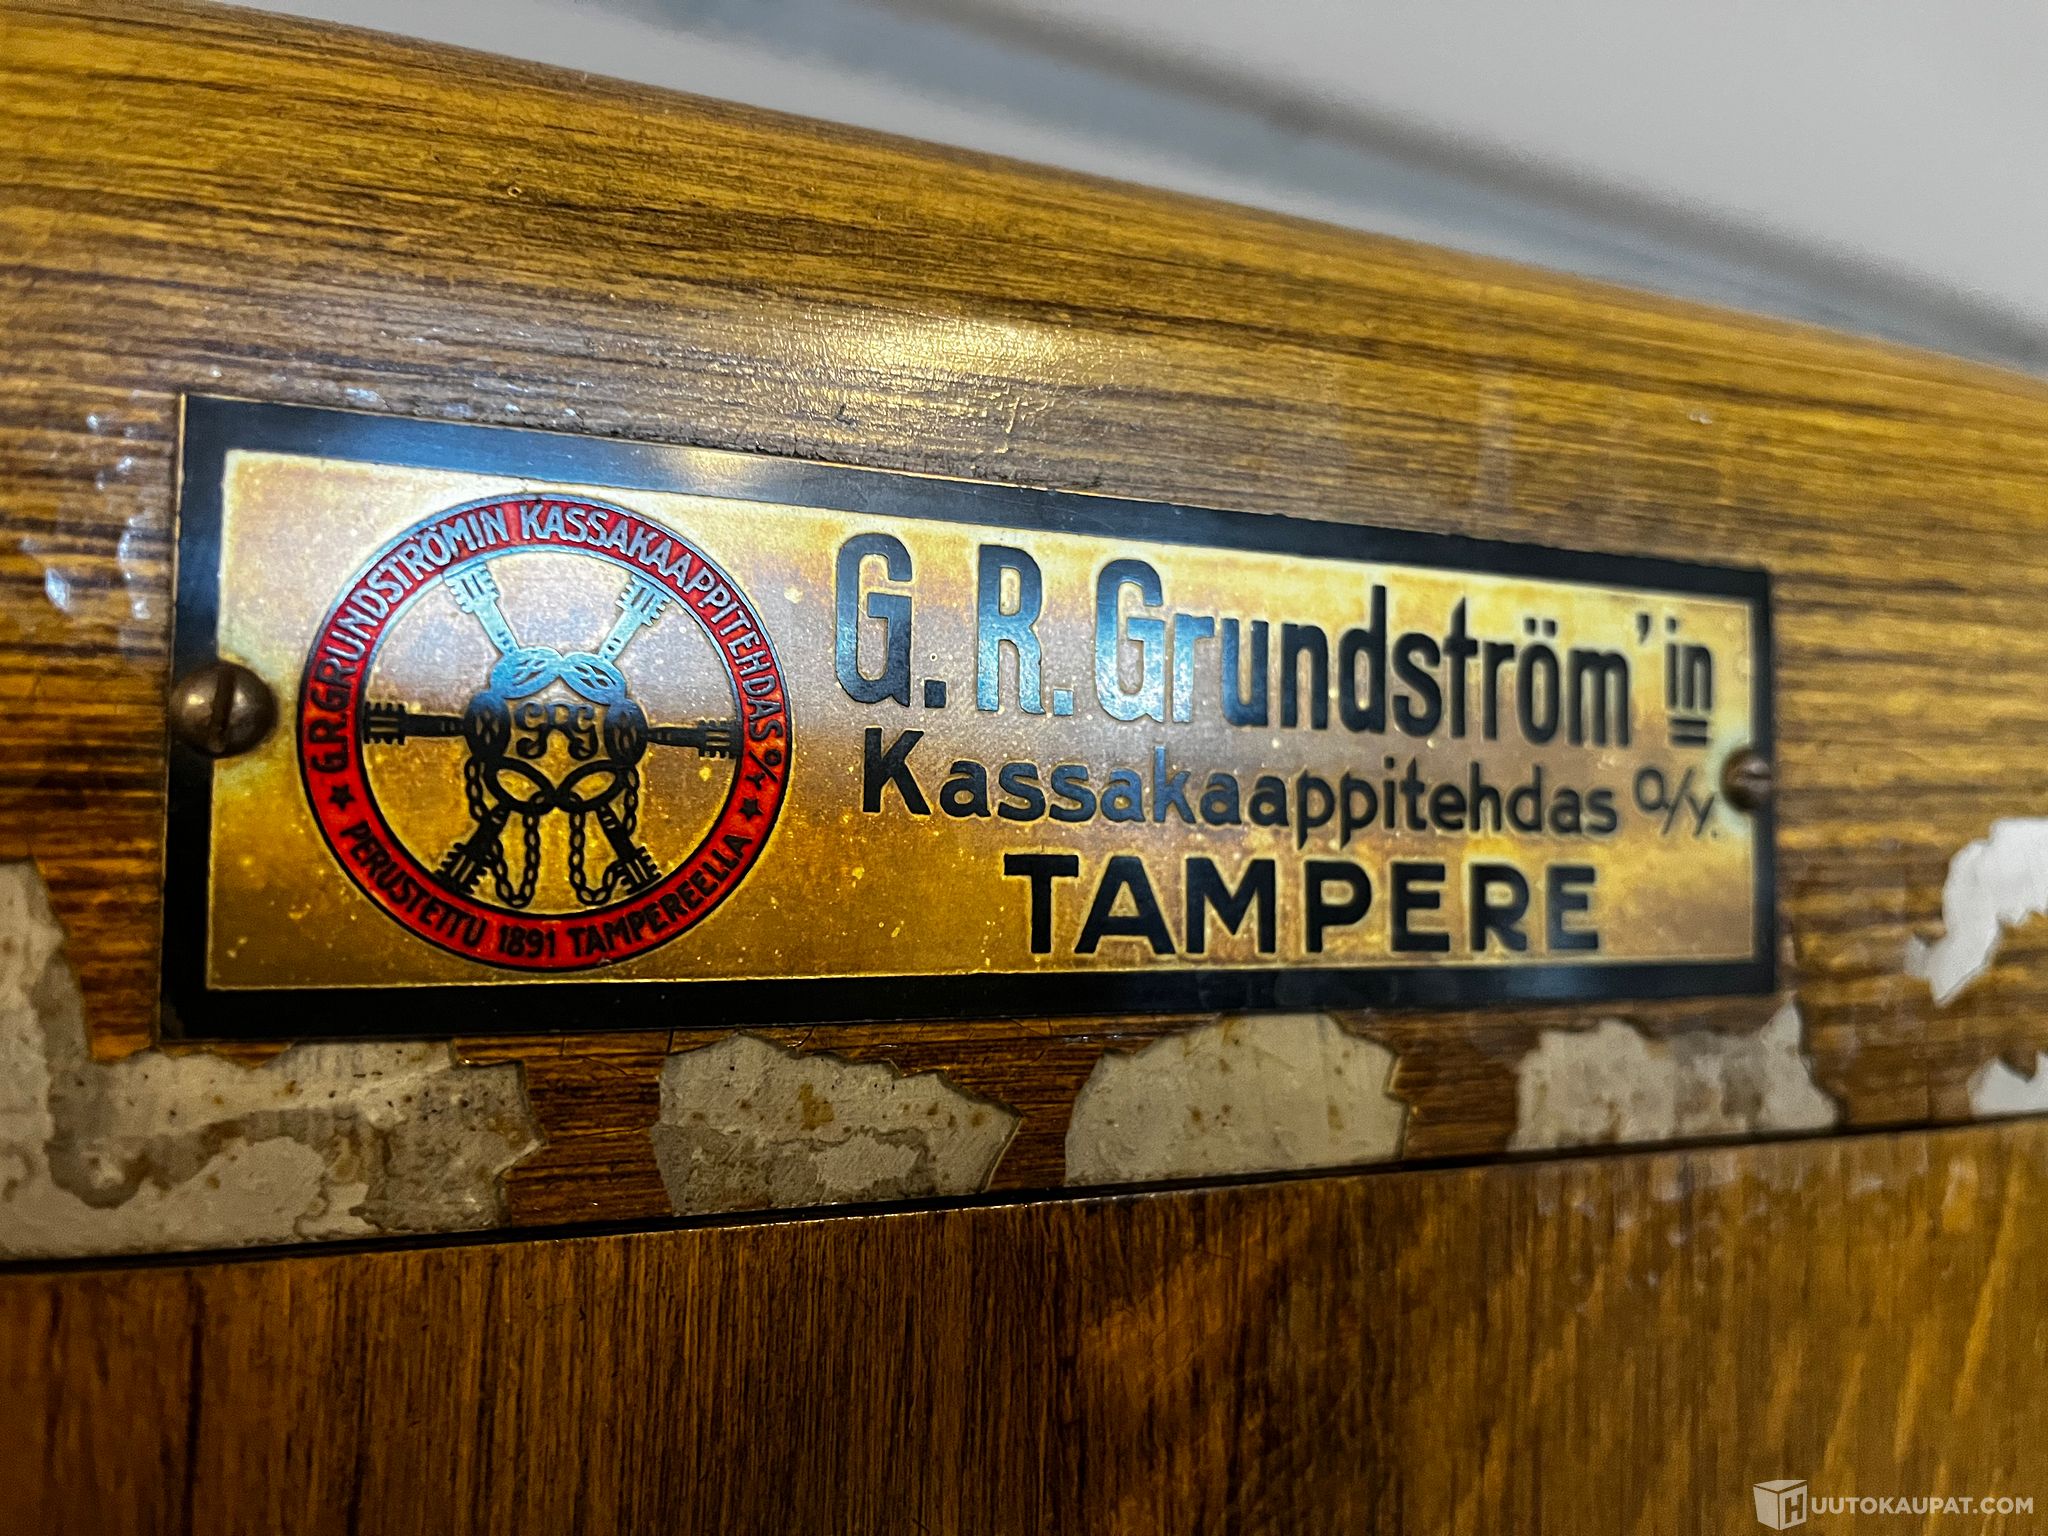 G.R.GRUNDSTRÖMIN KASSAKAAPPITEHDAS O/Y
★ PERUSTETTU 1891 TAMPEREELLA ★
GRG
G. R. Grundström'in
Kassakaappitehdas O/Y.
TAMPERE
HUUTOKAUPAT.COM